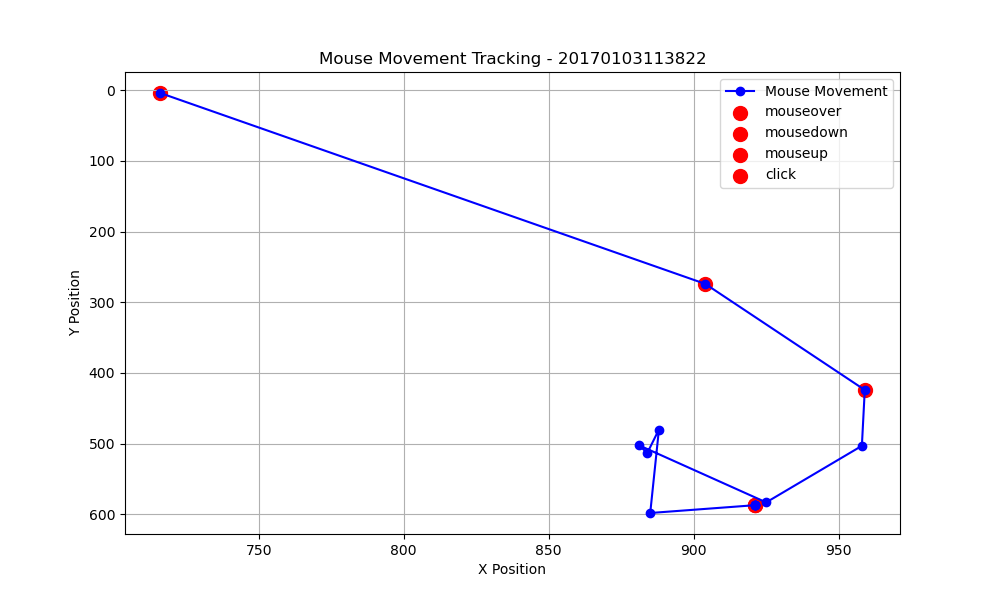 Mouse Movement Tracking - 20170103113822
Mouse Movement
mouseover
mousedown
mouseup
click
Y Position
0
100
200
300
400
500
600
750
800
850
900
950
X Position